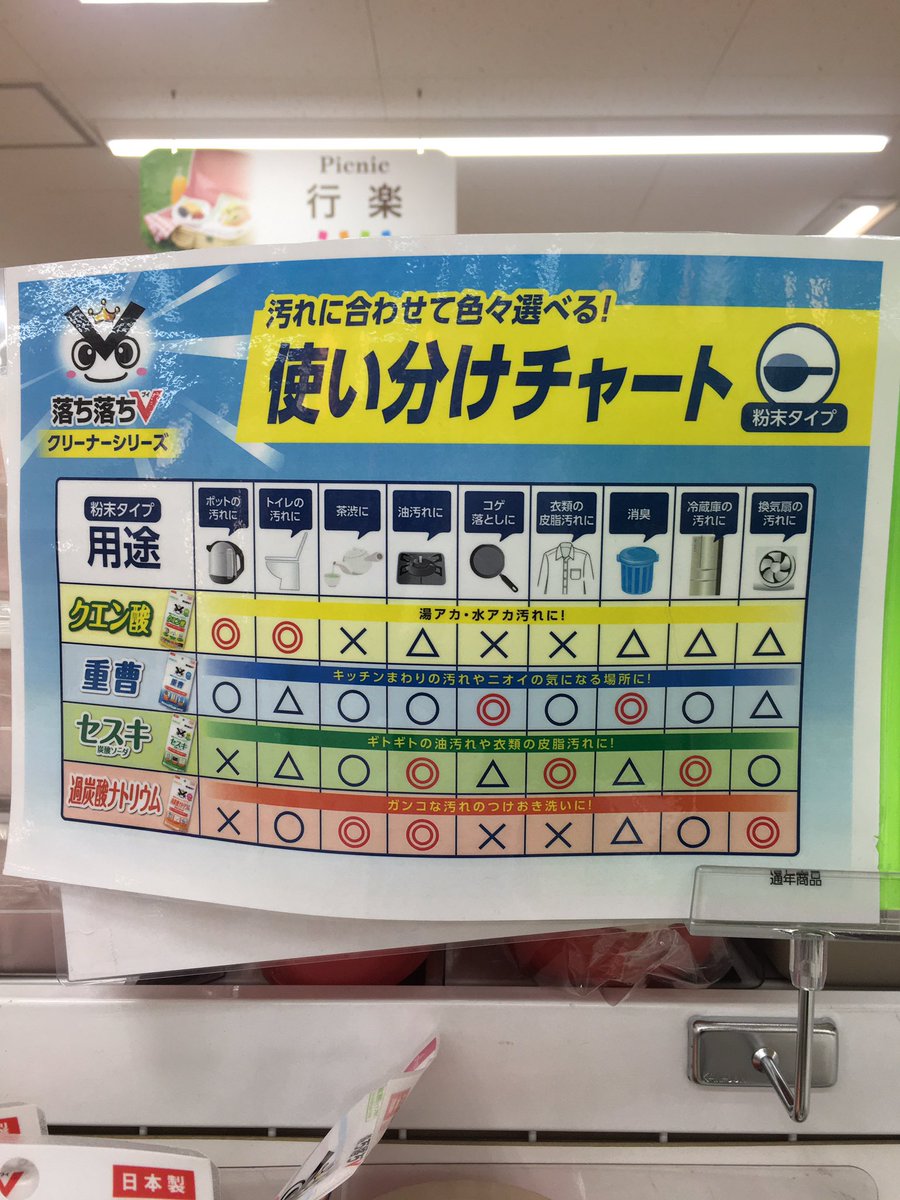 Picnic
行楽
汚れに合わせて色々選べる!
使い分けチャート
粉末タイプ
落ち落ちV
ブイ
クリーナーシリーズ
粉末タイプ
用途
ポットの汚れに
トイレの汚れに
茶渋に
油汚れに
コゲ落としに
衣類の皮脂汚れに
消臭
冷蔵庫の汚れに
換気扇の汚れに
クエン酸
湯アカ・水アカ汚れに!
◎ ◎ × △ × × △ △ △
重曹
キッチンまわりの汚れやニオイの気になる場所に!
○ △ ○ ○ ◎ ○ ◎ ○ △
セスキ
炭酸ソーダ
ギトギトの油汚れや衣類の皮脂汚れに!
× △ ○ ◎ △ ◎ △ ◎ ○
過炭酸ナトリウム
ガンコな汚れのつけおき洗いに!
× ○ ◎ ◎ × × △ ○ ◎
通年商品
日本製